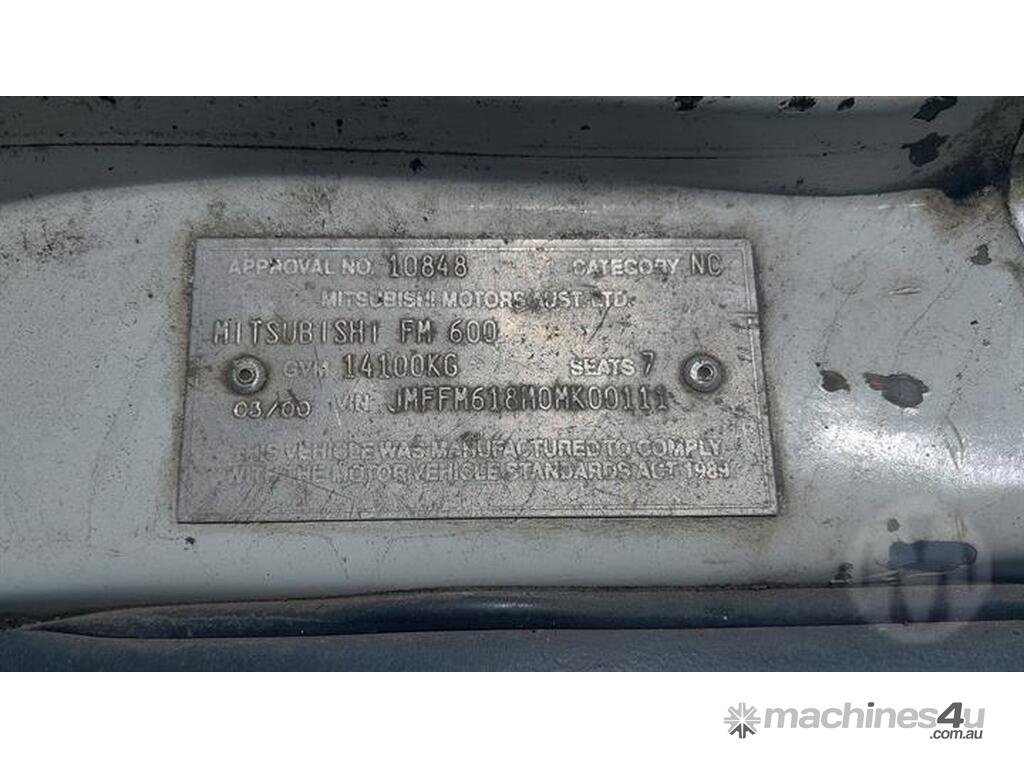 APPROVAL NO. 10848 CATEGORY NC
MITSUBISHI MOTORS AUST. LTD.
MITSUBISHI FM 600
GVM 14100KG SEATS 7
03/00 VIN JMFFM618M0MK00111
THIS VEHICLE WAS MANUFACTURED TO COMPLY
WITH THE MOTOR VEHICLE STANDARDS ACT 1989
machines4u
.com.au